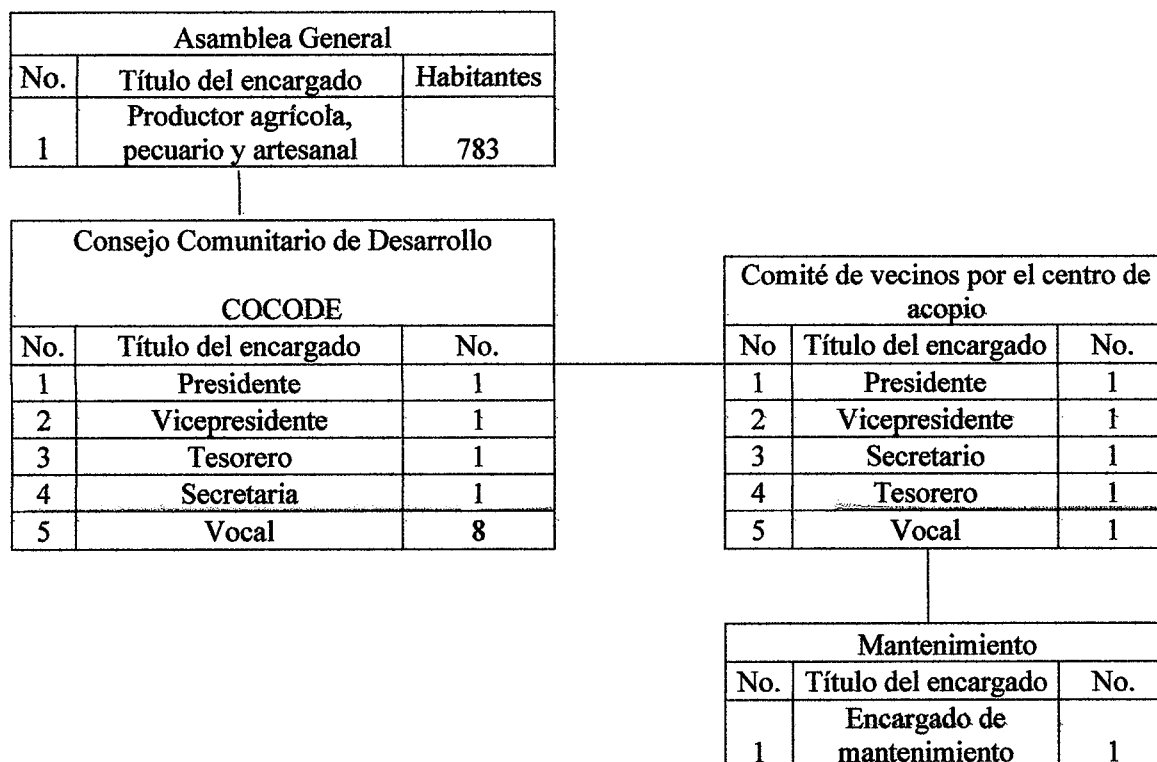 Asamblea General
No. Título del encargado Habitantes
Productor agrícola,
1 pecuario y artesanal 783
Consejo Comunitario de Desarrollo
COCODE
No. Título del encargado No.
1 Presidente 1
2 Vicepresidente 1
3 Tesorero 1
4 Secretaria 1
5 Vocal 8
Comité de vecinos por el centro de
acopio
No Título del encargado No.
1 Presidente 1
2 Vicepresidente 1
3 Secretario 1
4 Tesorero 1
5 Vocal 1
Mantenimiento
No. Título del encargado No.
Encargado de
1 mantenimiento 1